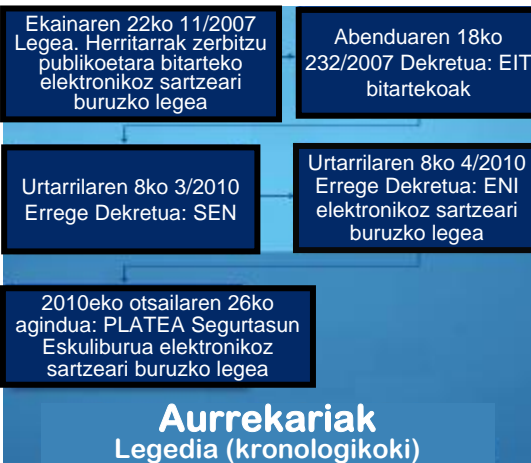 Ekainaren 22ko 11/2007
Legea. Herritarrak zerbitzu
publikoetara bitarteko
elektronikoz sartzeari
buruzko legea
Abenduaren 18ko
232/2007 Dekretua: EIT
bitartekoak
Urtarrilaren 8ko 3/2010
Errege Dekretua: SEN
Urtarrilaren 8ko 4/2010
Errege Dekretua: ENI
elektronikoz sartzeari
buruzko legea
2010eko otsailaren 26ko
agindua: PLATEA Segurtasun
Eskuliburua elektronikoz
sartzeari buruzko legea
Aurrekariak
Legedia (kronologikoki)